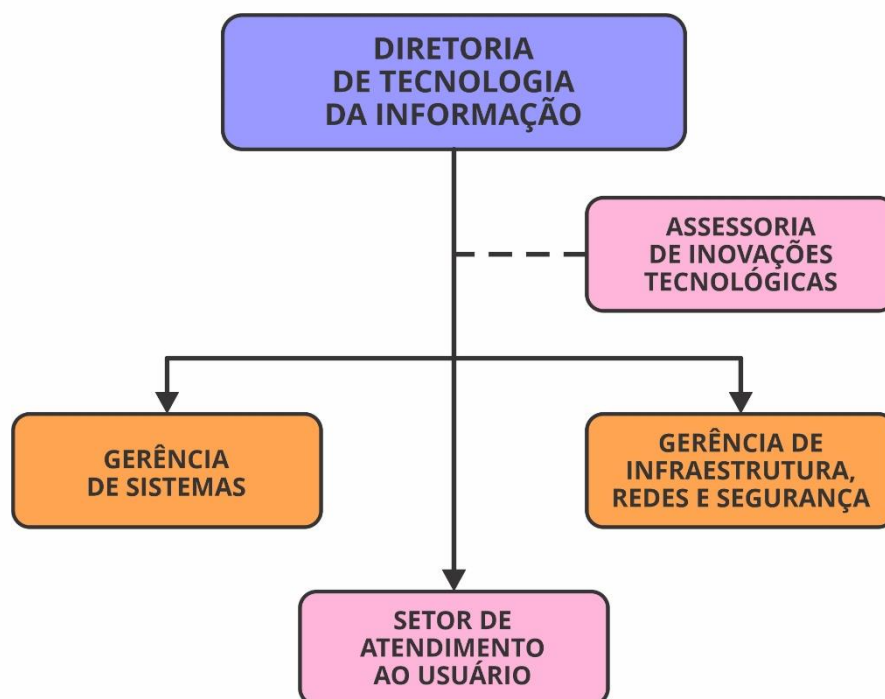 DIRETORIA
DE TECNOLOGIA
DA INFORMAÇÃO
ASSESSORIA
DE INOVAÇÕES
TECNOLÓGICAS
GERÊNCIA
DE SISTEMAS
GERÊNCIA DE
INFRAESTRUTURA,
REDES E SEGURANÇA
SETOR DE
ATENDIMENTO
AO USUÁRIO